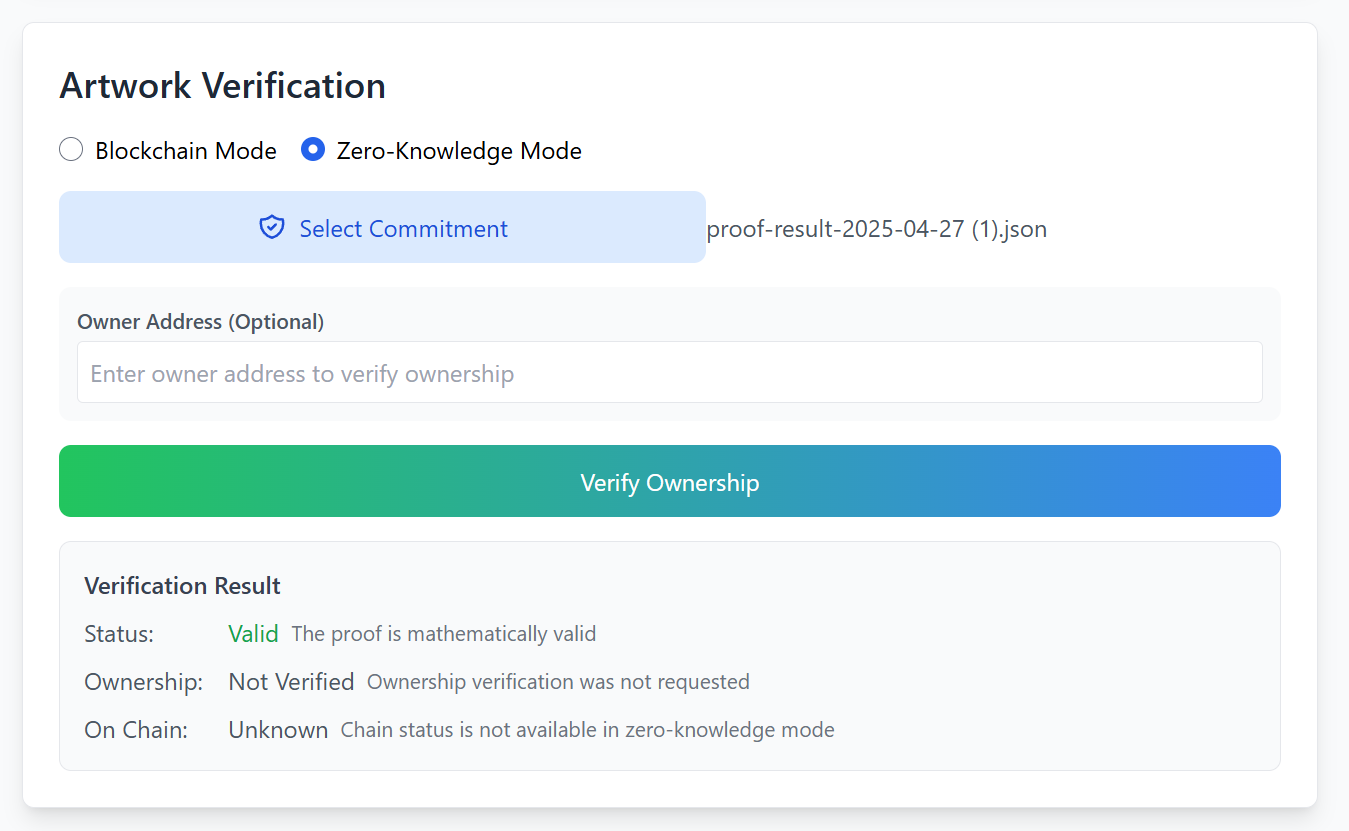 Artwork Verification
Blockchain Mode Zero-Knowledge Mode
Select Commitment proof-result-2025-04-27 (1).json
Owner Address (Optional)
Enter owner address to verify ownership
Verify Ownership
Verification Result
Status: Valid The proof is mathematically valid
Ownership: Not Verified Ownership verification was not requested
On Chain: Unknown Chain status is not available in zero-knowledge mode